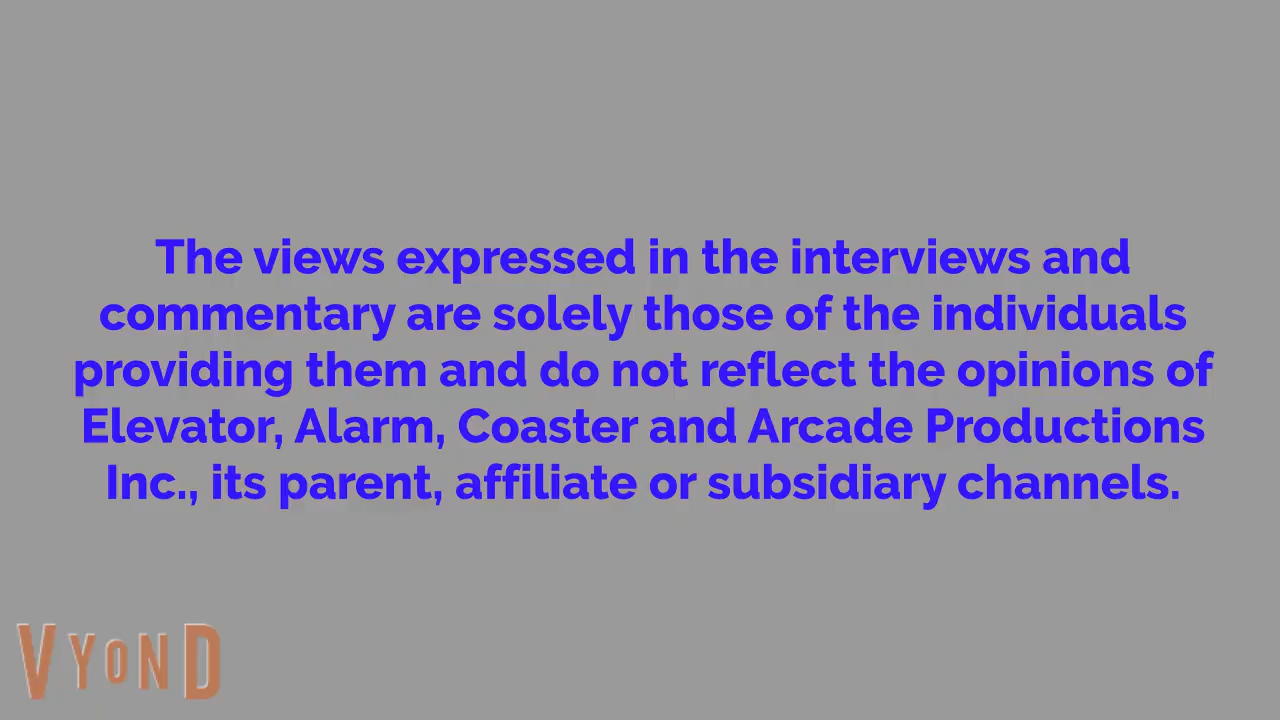 The views expressed in the interviews and
commentary are solely those of the individuals
providing them and do not reflect the opinions of
Elevator, Alarm, Coaster and Arcade Productions
Inc., its parent, affiliate or subsidiary channels.
VYOND